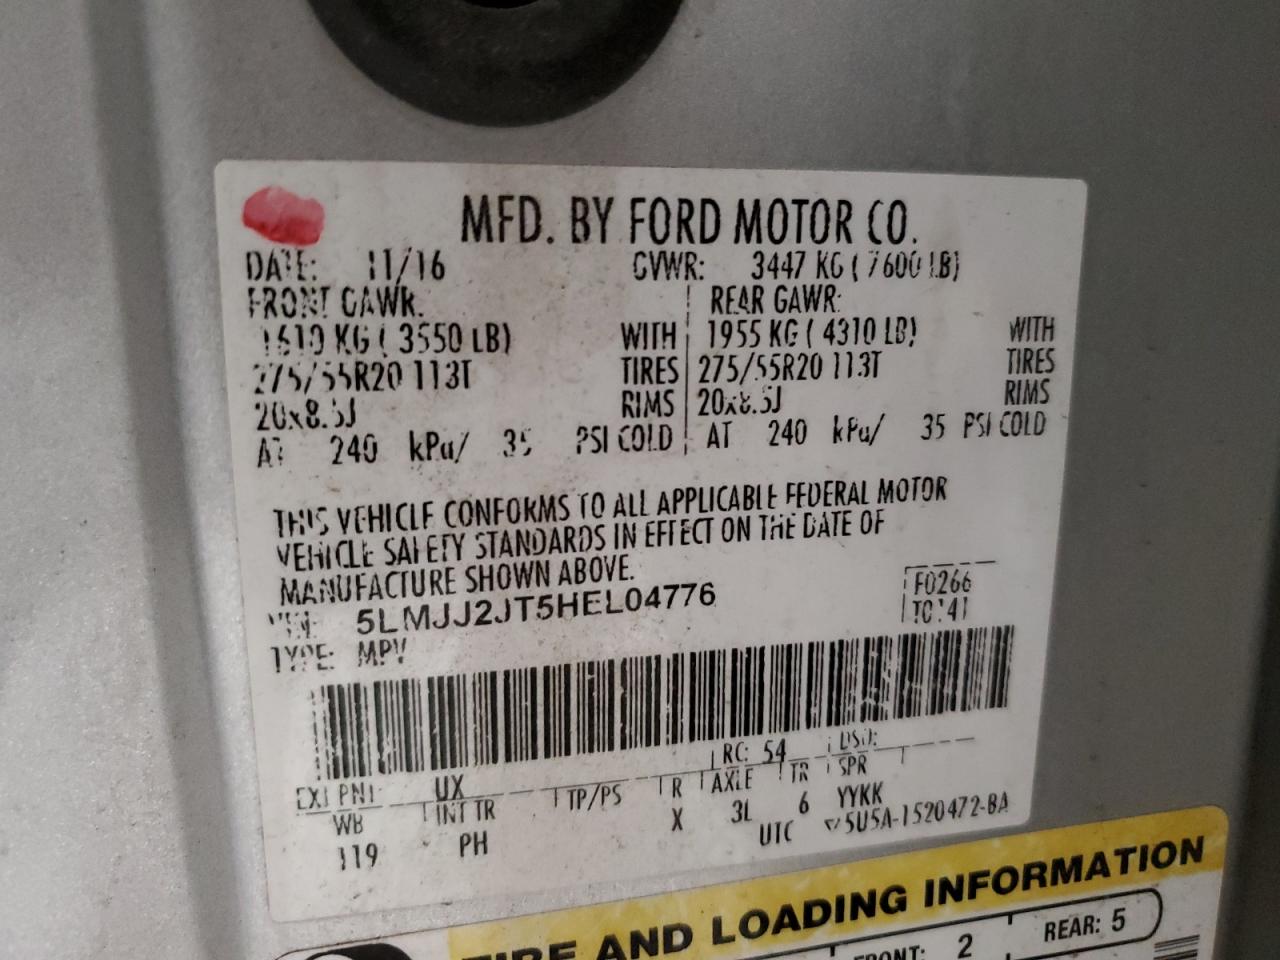 MFD. BY FORD MOTOR CO.
DATE: 11/16 GVWR: 3447 KG ( 7600 LB)
FRONT GAWR: REAR GAWR:
1610 KG ( 3550 LB) WITH 1955 KG ( 4310 LB) WITH
275/55R20 113T TIRES 275/55R20 113T TIRES
20x8.5J RIMS 20x8.5J RIMS
AT 240 kPa/ 35 PSI COLD AT 240 kPa/ 35 PSI COLD
THIS VEHICLE CONFORMS TO ALL APPLICABLE FEDERAL MOTOR
VEHICLE SAFETY STANDARDS IN EFFECT ON THE DATE OF
MANUFACTURE SHOWN ABOVE.
F0266
VIN: 5LMJJ2JT5HEL04776
TYPE: MPV
RC: 54 DSO:
EXT PNT: UX
WB INT TR TP/PS R AXLE TR SPR
119 PH X 3L 6 YYKK
UTC 5U5A-1520472-BA
TIRE AND LOADING INFORMATION
FRONT: 2 REAR: 5